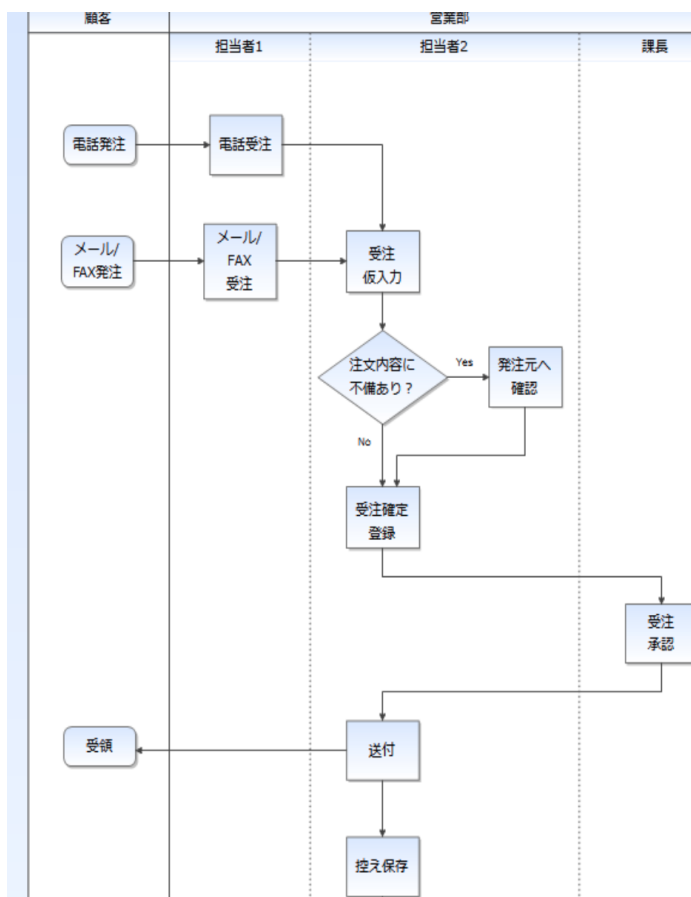 顧客
営業部
担当者1
担当者2
課長
電話発注
電話受注
メール/
FAX発注
メール/
FAX
受注
受注
仮入力
注文内容に
不備あり？
Yes
発注元へ
確認
No
受注確定
登録
受注
承認
受領
送付
控え保存